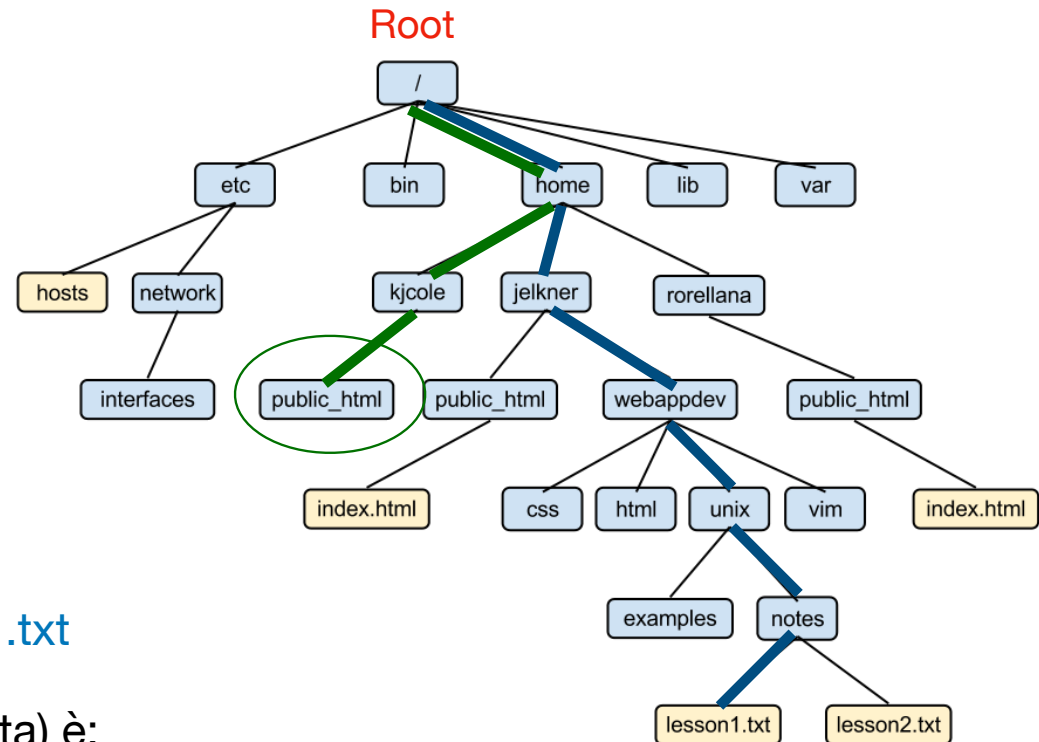 Root
/
etc bin home lib var
hosts network kjcole jelkner rorellana
interfaces public_html public_html webappdev public_html
index.html css html unix vim index.html
examples notes
.txt
lesson1.txt lesson2.txt
ta) è: